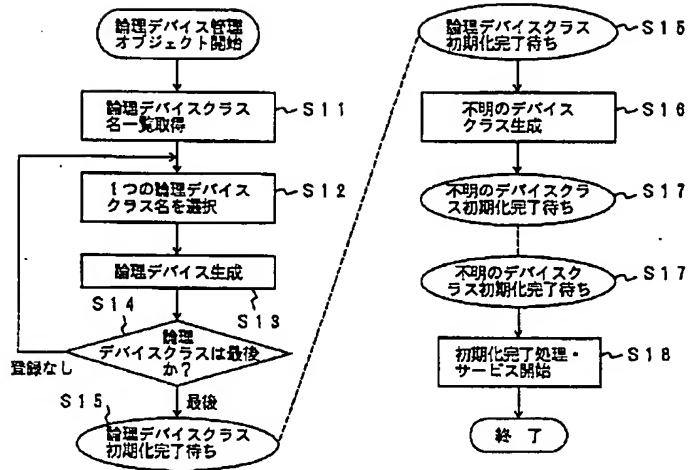 論理デバイス管理
オブジェクト開始
論理デバイスクラス
名一覧取得
S11
1つの論理デバイス
クラス名を選択
S12
論理デバイス生成
S13
S14
論理
デバイスクラスは最後
か?
登録なし
最後
S15
論理デバイスクラス
初期化完了待ち
論理デバイスクラス
初期化完了待ち
S15
不明のデバイス
クラス生成
S16
不明のデバイスクラ
ス初期化完了待ち
S17
不明のデバイスク
ラス初期化完了待ち
S17
初期化完了処理・
サービス開始
S18
終 了